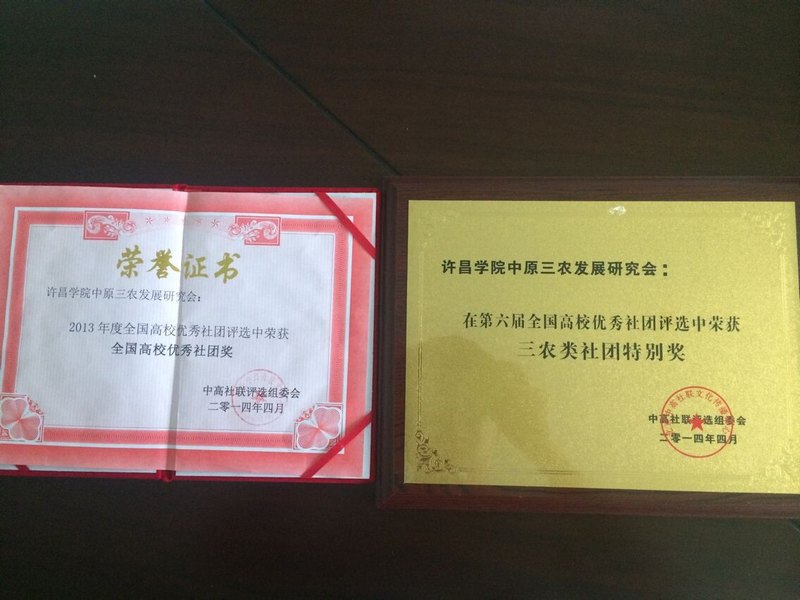 荣誉证书
许昌学院中原三农发展研究会：
2013 年度全国高校优秀社团评选中荣获
全国高校优秀社团奖
中高社联评选组委会
二零一四年四月
许昌学院中原三农发展研究会：
在第六届全国高校优秀社团评选中荣获
三农类社团特别奖
中高社联评选组委会
二零一四年四月